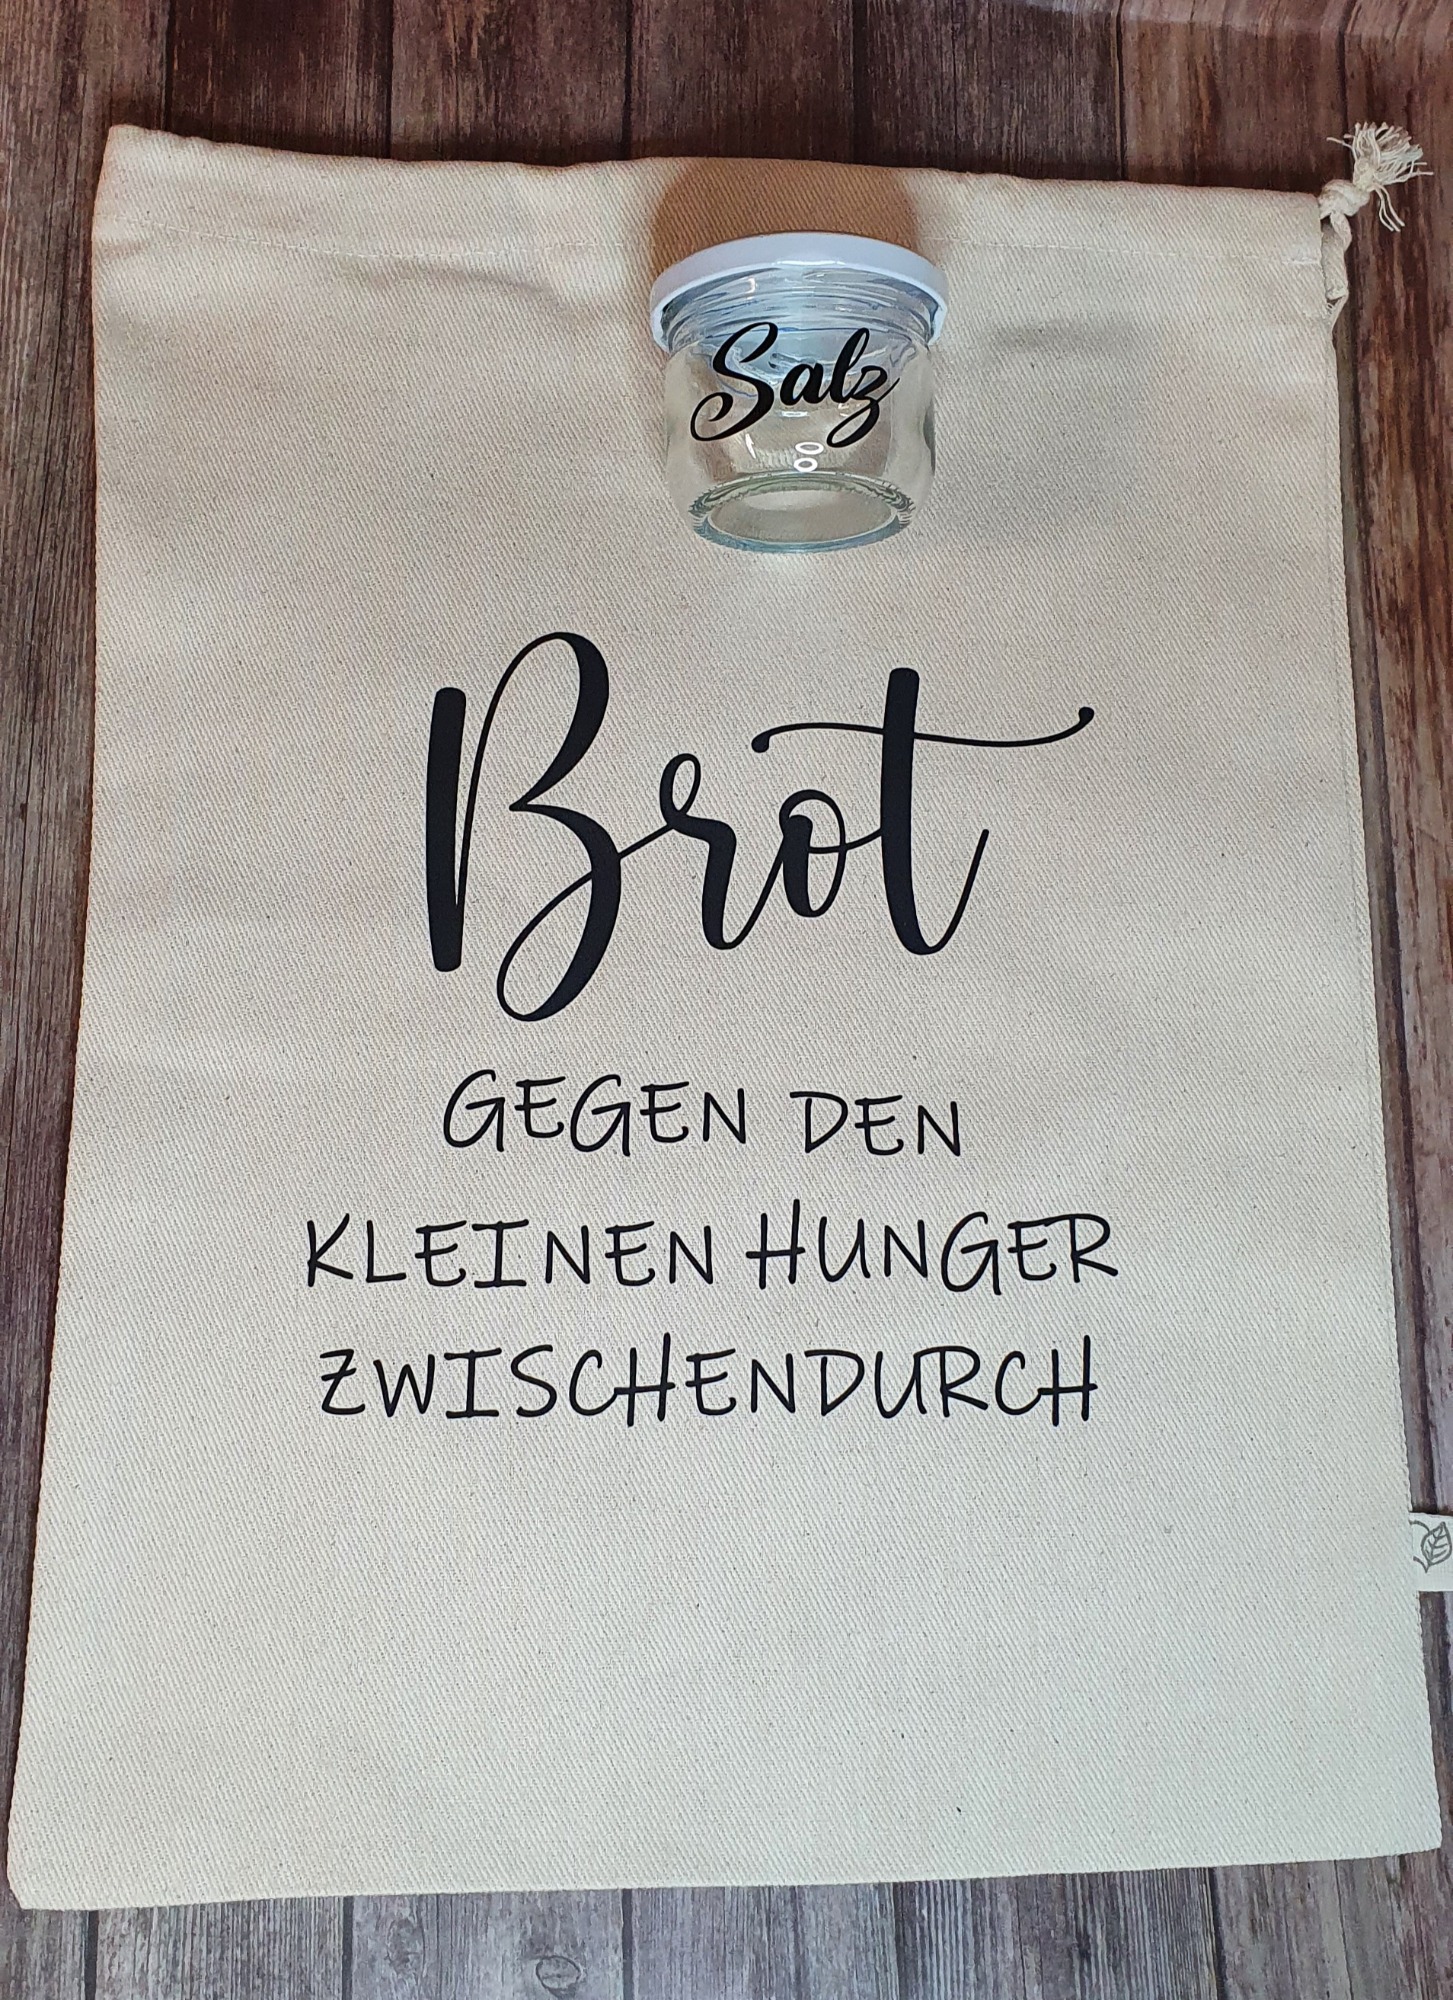 Salz
Brot
GEGEN DEN
KLEINEN HUNGER
ZWISCHENDURCH